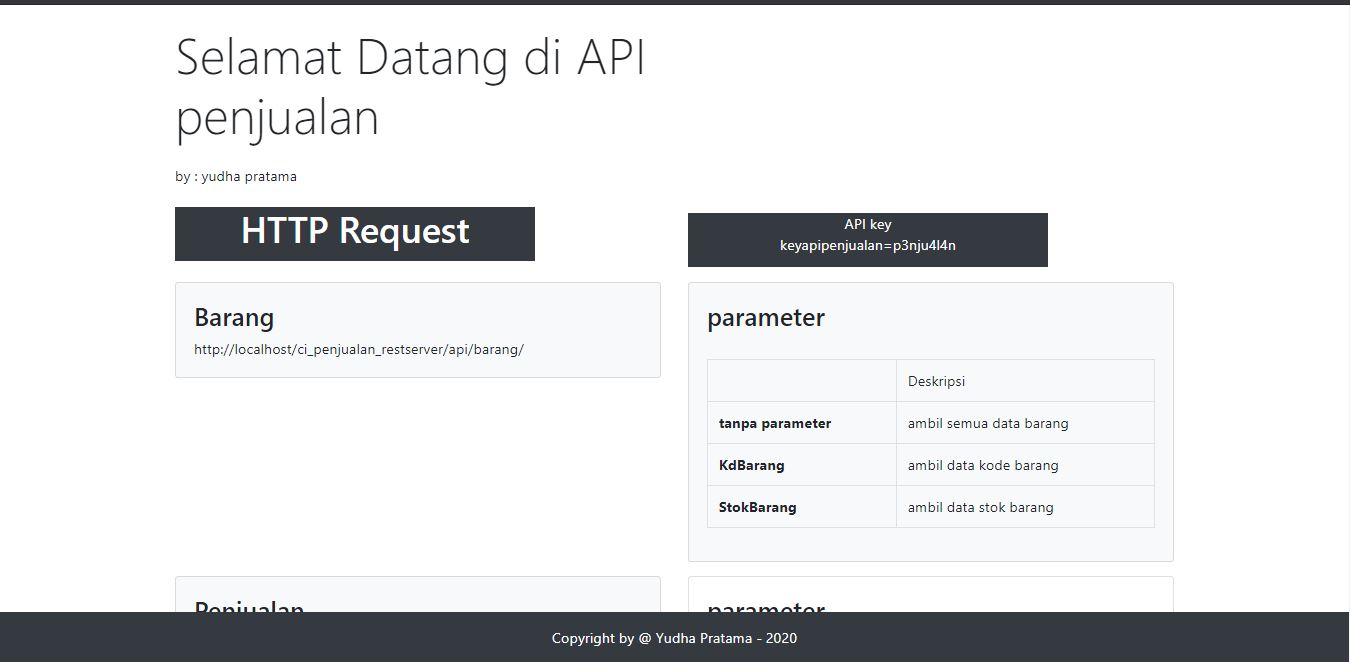 Selamat Datang di API
penjualan
by : yudha pratama
HTTP Request
API key
keyapipenjualan=p3nju4l4n
Barang
http://localhost/ci_penjualan_restserver/api/barang/
parameter
Deskripsi
tanpa parameter ambil semua data barang
KdBarang ambil data kode barang
StokBarang ambil data stok barang
Penjualan
parameter
Copyright by @ Yudha Pratama - 2020